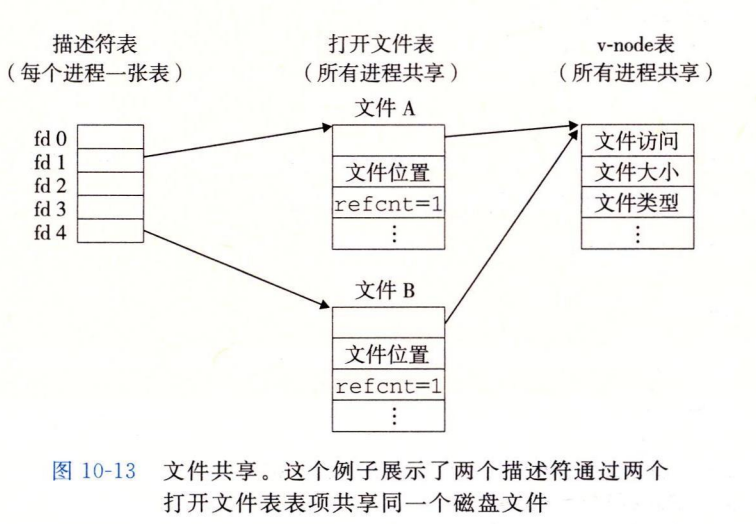 描述符表
（每个进程一张表）
打开文件表
（所有进程共享）
v-node表
（所有进程共享）
fd 0
fd 1
fd 2
fd 3
fd 4
文件 A
文件位置
refcnt=1
⋮
文件 B
文件位置
refcnt=1
⋮
文件访问
文件大小
文件类型
⋮
图 10-13 文件共享。这个例子展示了两个描述符通过两个
打开文件表表项共享同一个磁盘文件